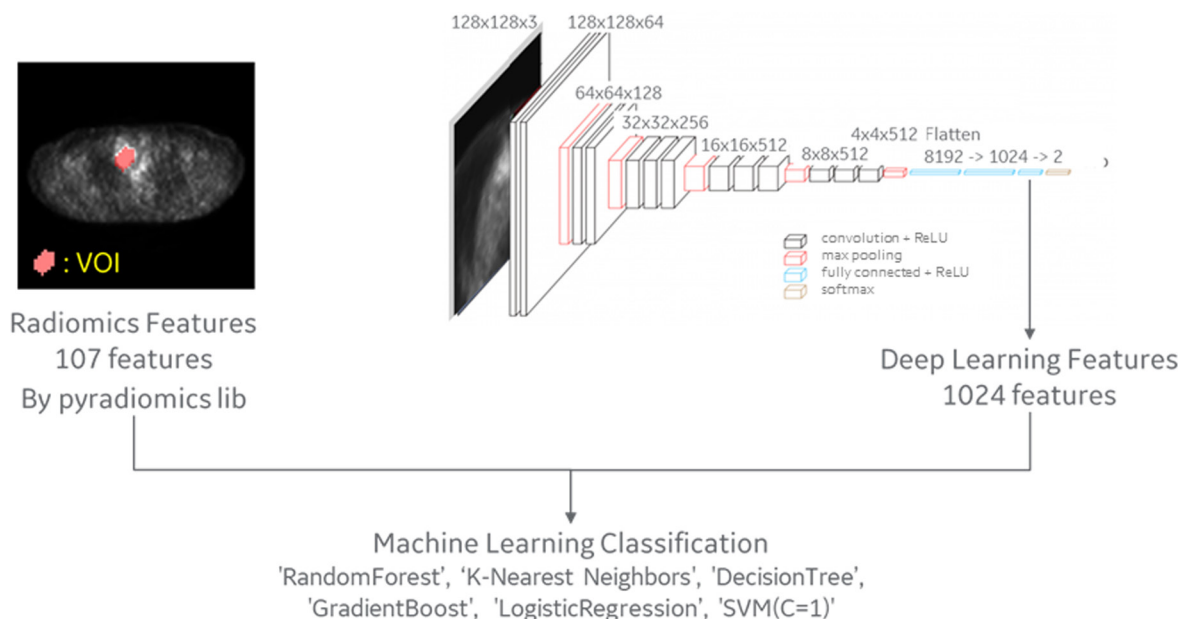 128x128x3
128x128x64
64x64x128
32x32x256
16x16x512
8x8x512
4x4x512 Flatten
8192 -> 1024 -> 2
: VOI
convolution + ReLU
max pooling
fully connected + ReLU
softmax
Radiomics Features
107 features
By pyradiomics lib
Deep Learning Features
1024 features
Machine Learning Classification
'RandomForest', ‘K-Nearest Neighbors', 'DecisionTree',
'GradientBoost', 'LogisticRegression', 'SVM(C=1)'